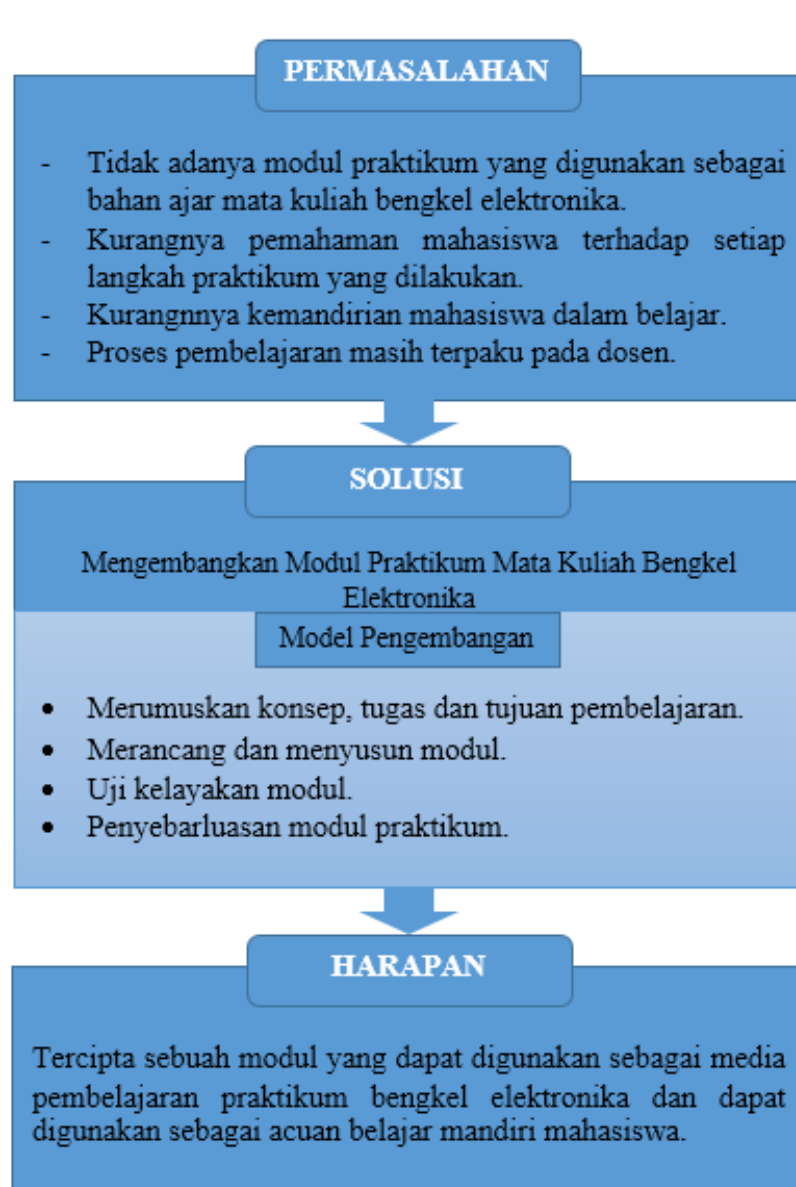 PERMASALAHAN
- Tidak adanya modul praktikum yang digunakan sebagai
bahan ajar mata kuliah bengkel elektronika.
- Kurangnya pemahaman mahasiswa terhadap setiap
langkah praktikum yang dilakukan.
- Kurangnnya kemandirian mahasiswa dalam belajar.
- Proses pembelajaran masih terpaku pada dosen.
SOLUSI
Mengembangkan Modul Praktikum Mata Kuliah Bengkel
Elektronika
Model Pengembangan
• Merumuskan konsep, tugas dan tujuan pembelajaran.
• Merancang dan menyusun modul.
• Uji kelayakan modul.
• Penyebarluasan modul praktikum.
HARAPAN
Tercipta sebuah modul yang dapat digunakan sebagai media
pembelajaran praktikum bengkel elektronika dan dapat
digunakan sebagai acuan belajar mandiri mahasiswa.